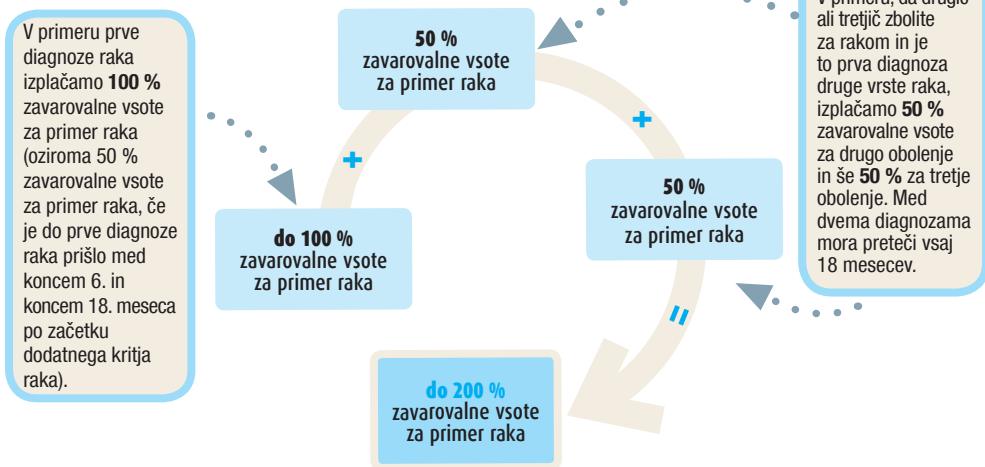 V primeru prve
diagnoze raka
izplačamo 100 %
zavarovalne vsote
za primer raka
(oziroma 50 %
zavarovalne vsote
za primer raka, če
je do prve diagnoze
raka prišlo med
koncem 6. in
koncem 18. meseca
po začetku
dodatnega kritja
raka).
do 100 %
zavarovalne vsote
za primer raka
+
50 %
zavarovalne vsote
za primer raka
+
50 %
zavarovalne vsote
za primer raka
=
do 200 %
zavarovalne vsote
za primer raka
V primeru, da drugič
ali tretjič zbolite
za rakom in je
to prva diagnoza
druge vrste raka,
izplačamo 50 %
zavarovalne vsote
za drugo obolenje
in še 50 % za tretje
obolenje. Med
dvema diagnozama
mora preteči vsaj
18 mesecev.